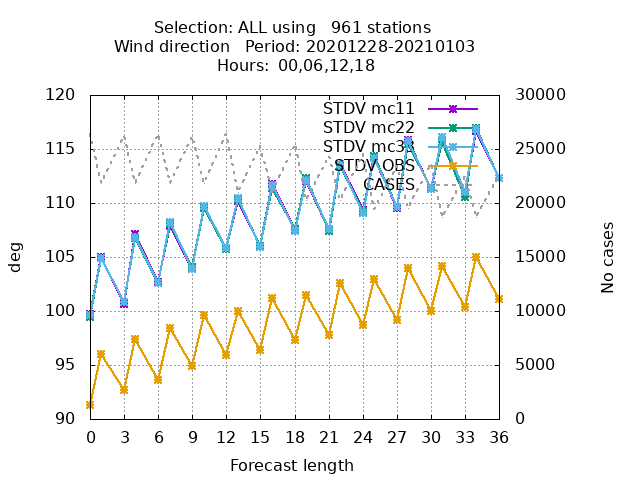 Selection: ALL using   961 stations
Wind direction   Period: 20201228-20210103
Hours: 00,06,12,18
120
115
110
105
100
95
90
deg
30000
25000
20000
15000
10000
5000
0
No cases
STDV mc11
STDV mc22
STDV mc33
STDV OBS
CASES
0 3 6 9 12 15 18 21 24 27 30 33 36
Forecast length